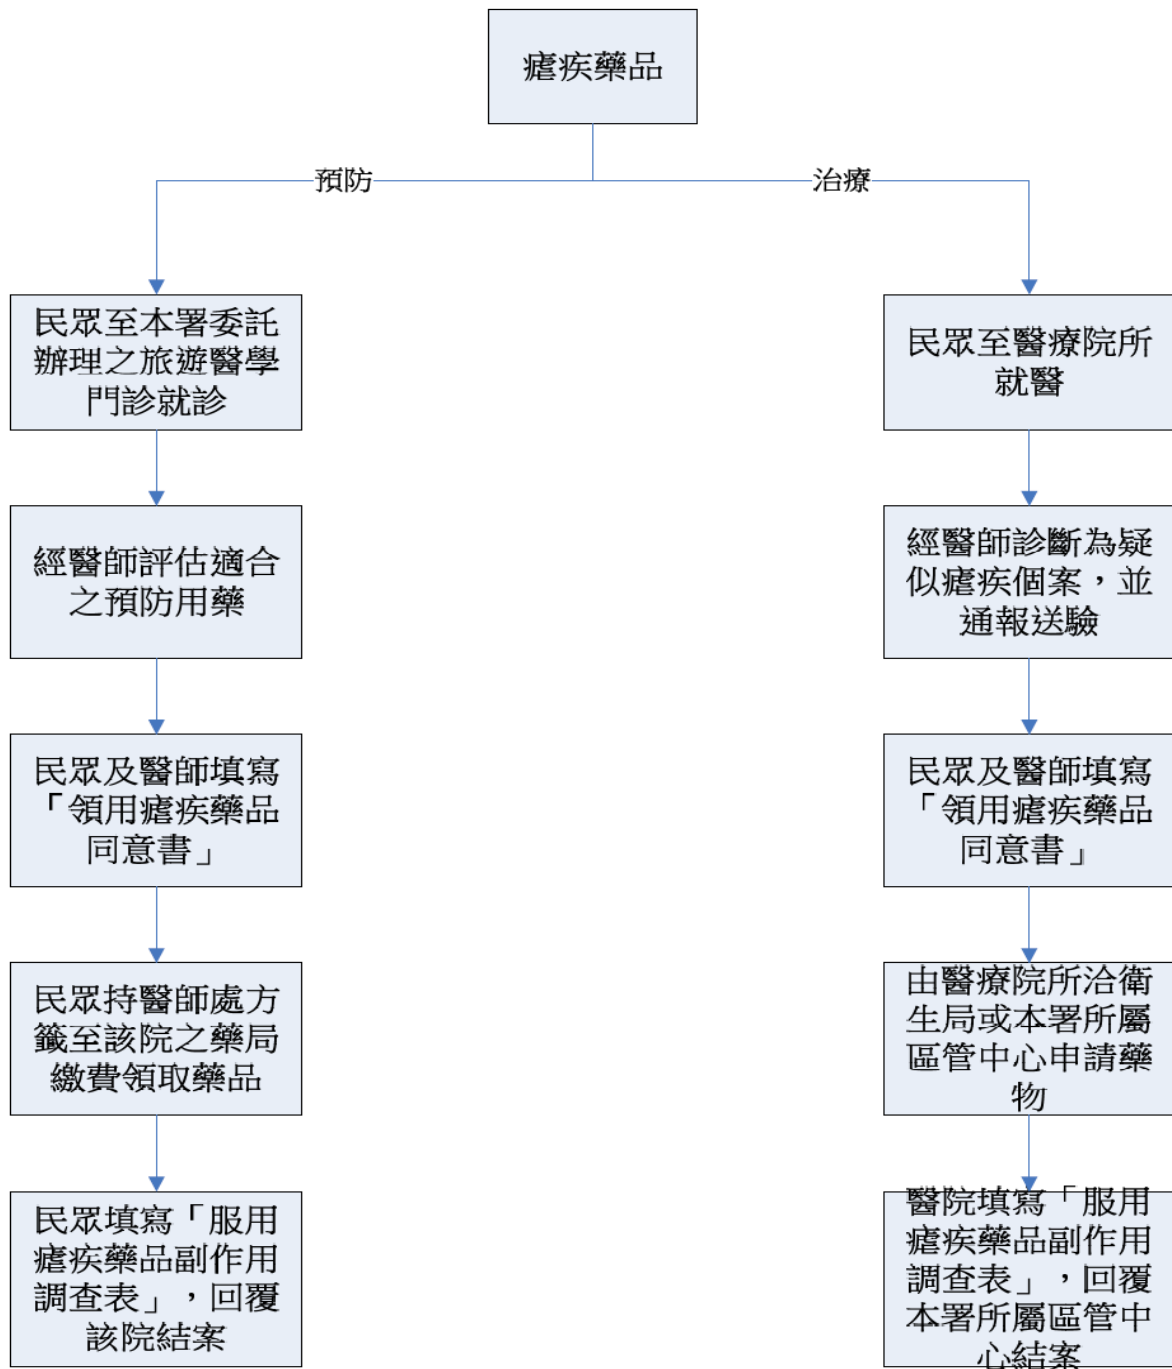 瘧疾藥品
預防
治療
民眾至本署委託
辦理之旅遊醫學
門診就診
民眾至醫療院所
就醫
經醫師評估適合
之預防用藥
經醫師診斷為疑
似瘧疾個案，並
通報送驗
民眾及醫師填寫
「領用瘧疾藥品
同意書」
民眾及醫師填寫
「領用瘧疾藥品
同意書」
民眾持醫師處方
籤至該院之藥局
繳費領取藥品
由醫療院所洽衛
生局或本署所屬
區管中心申請藥
物
民眾填寫「服用
瘧疾藥品副作用
調查表」，回覆
該院結案
醫院填寫「服用
瘧疾藥品副作用
調查表」，回覆
本署所屬區管中
心結案